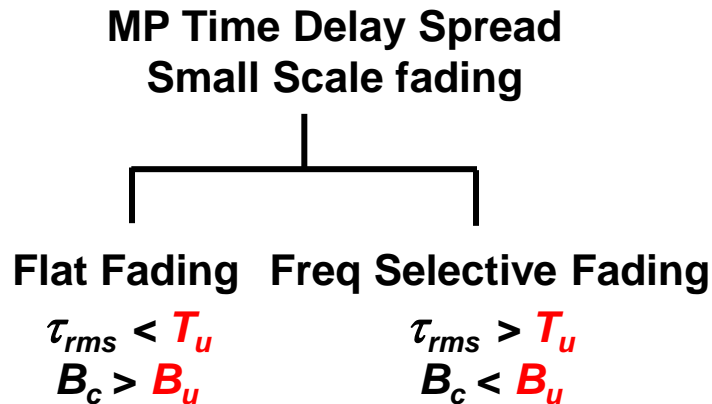 MP Time Delay Spread
Small Scale fading
Flat Fading Freq Selective Fading
τrms < Tu τrms > Tu
Bc > Bu Bc < Bu